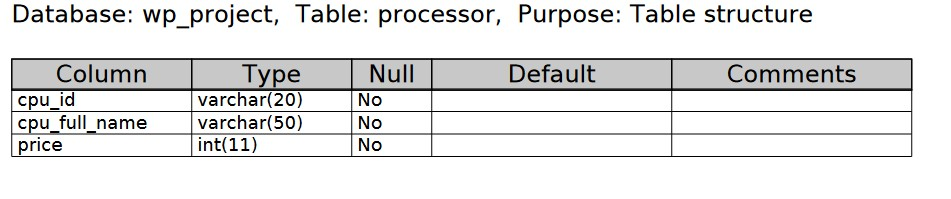 Database: wp_project, Table: processor, Purpose: Table structure
Column Type Null Default Comments
cpu_id varchar(20) No
cpu_full_name varchar(50) No
price int(11) No